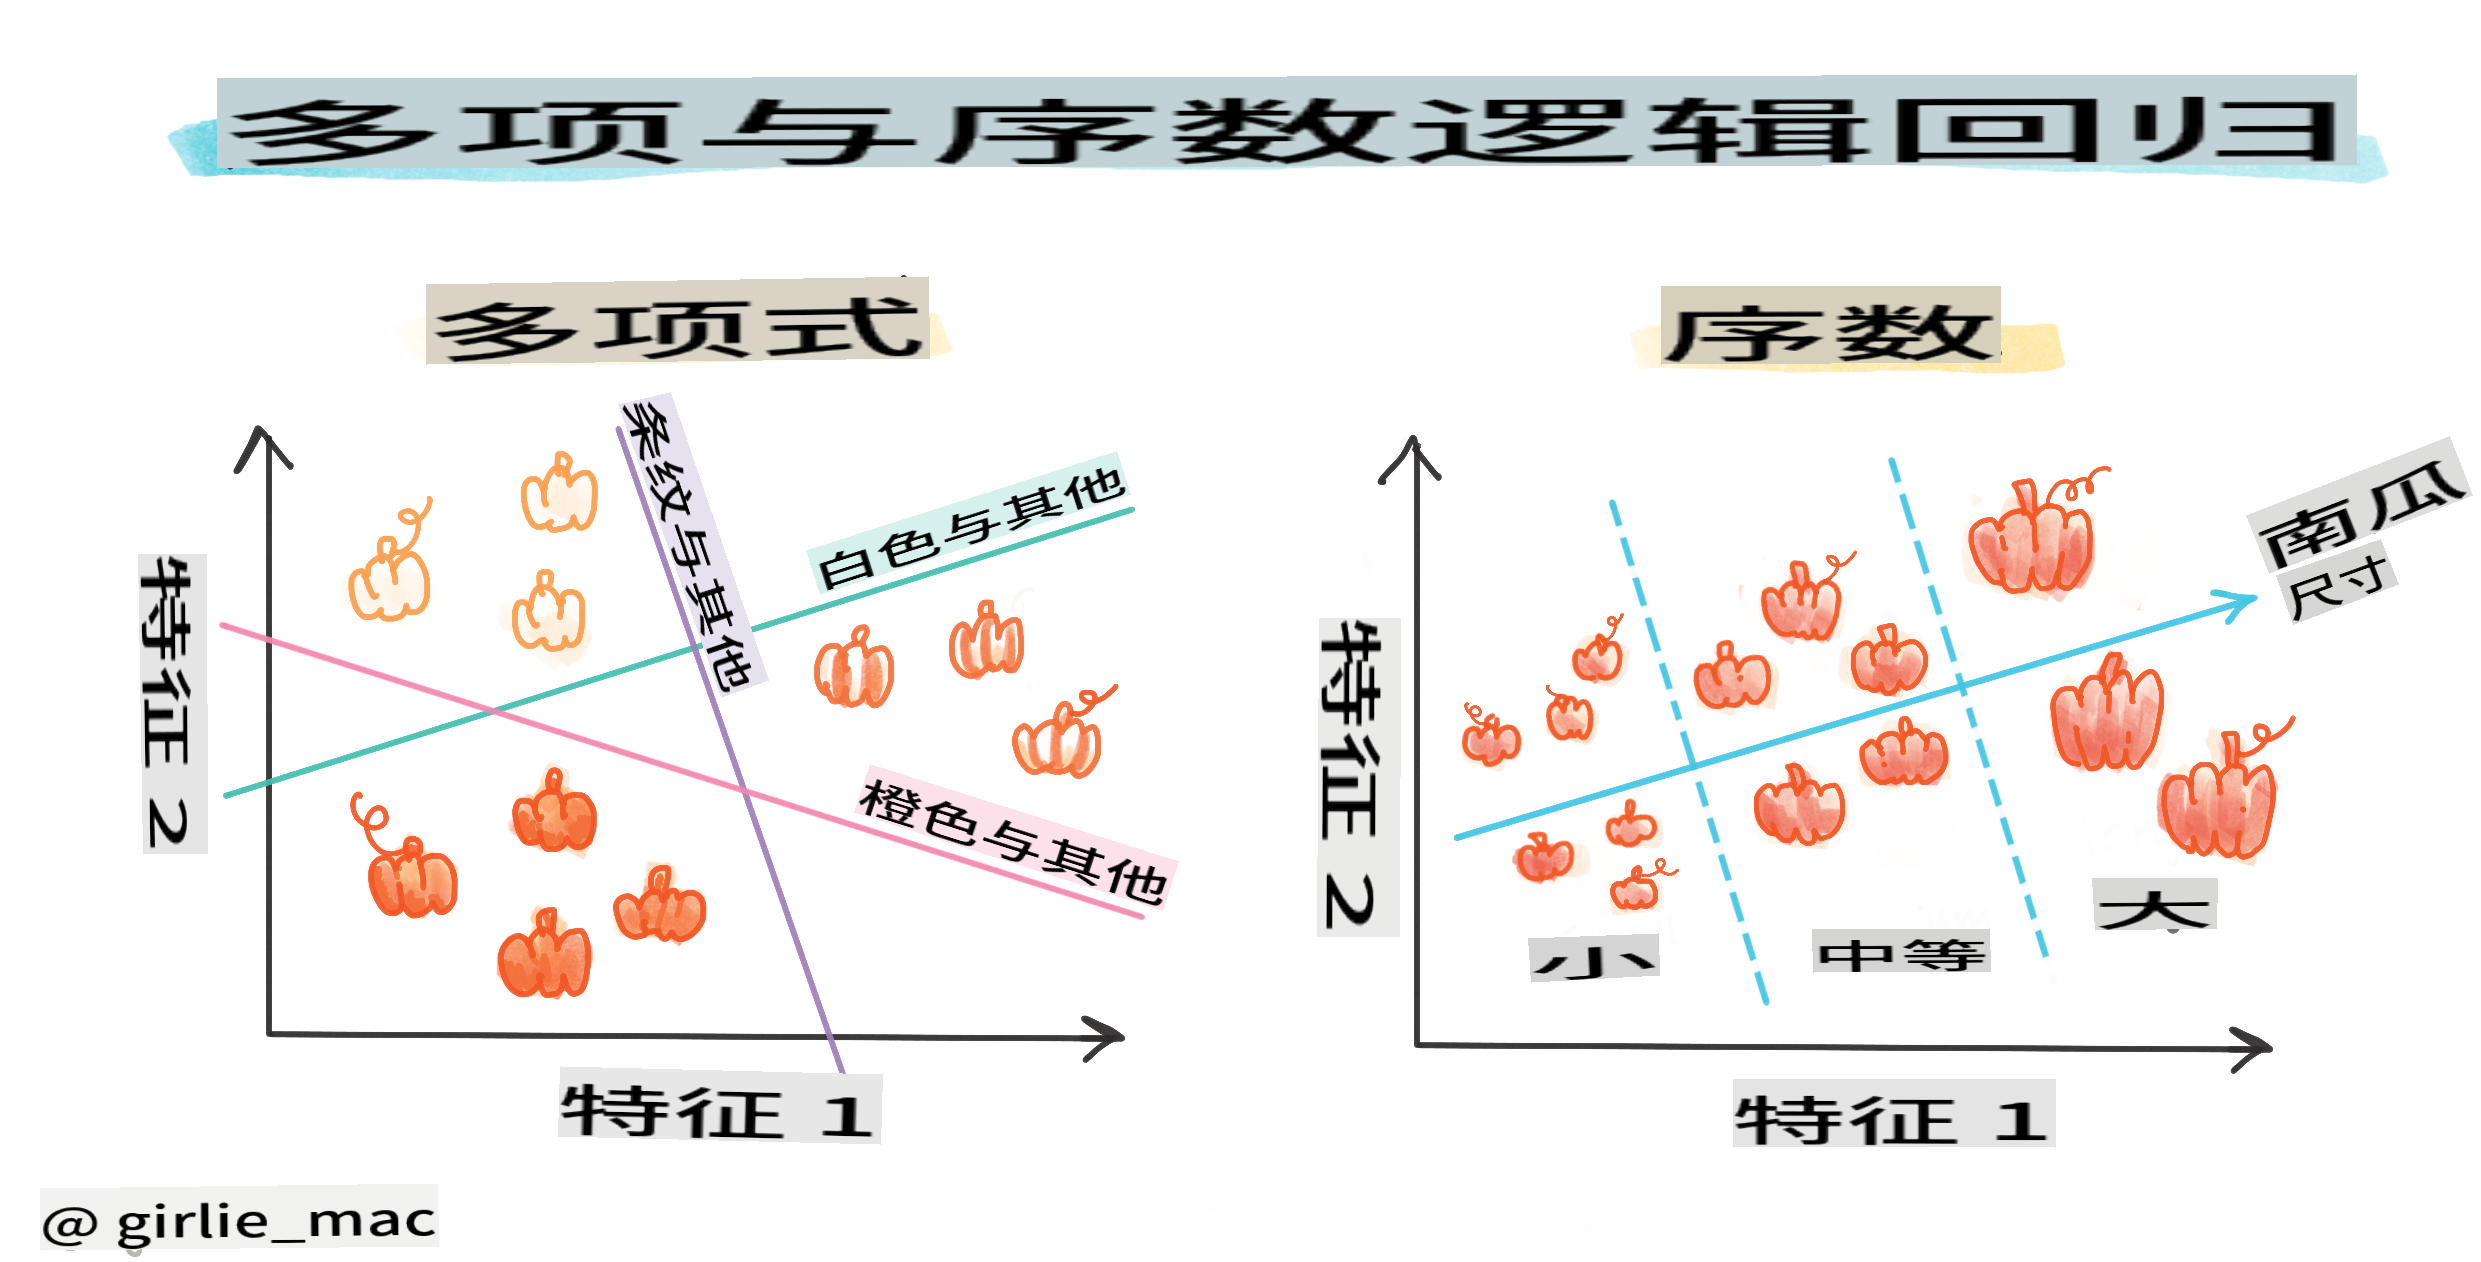 多项与序数逻辑回归
多项式
序数
条纹与其他
白色与其他
橙色与其他
特征 2
特征 1
南瓜
尺寸
特征 2
小
中等
大
特征 1
@ girlie_mac